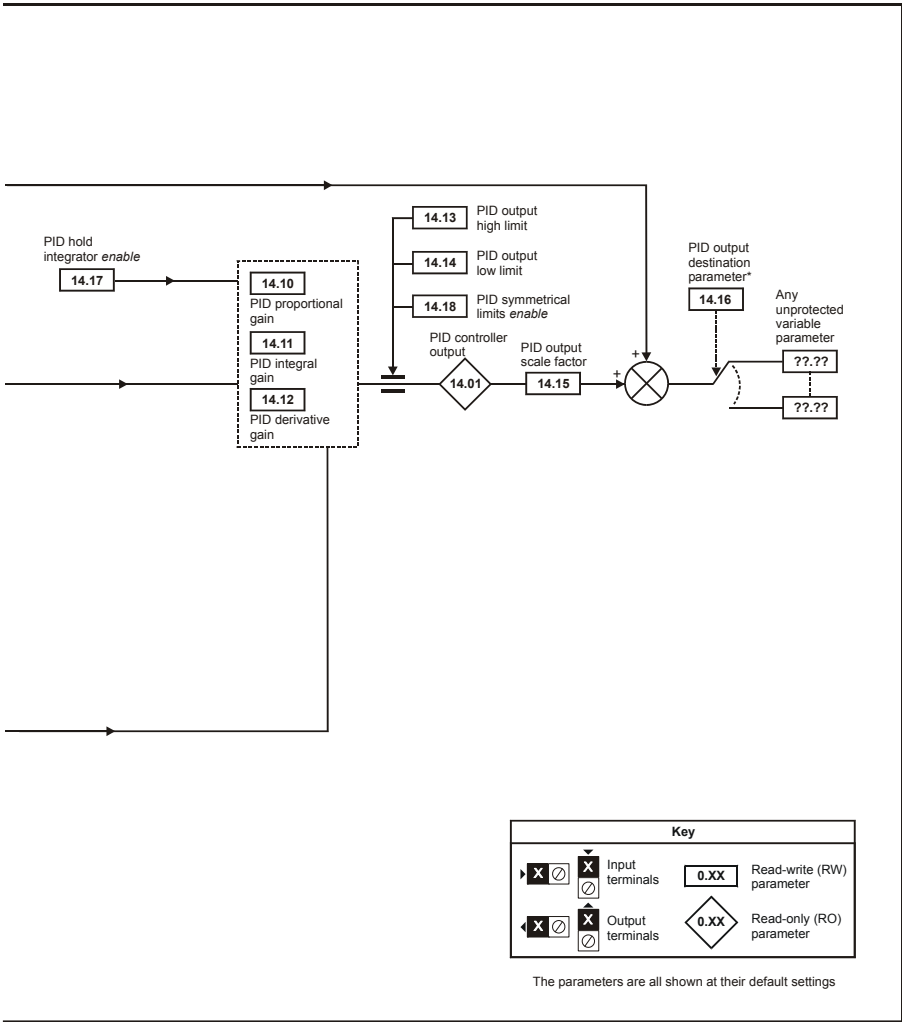 PID hold
integrator enable
14.17
14.10
PID proportional
gain
14.11
PID integral
gain
14.12
PID derivative
gain
14.13
PID output
high limit
14.14
PID output
low limit
14.18
PID symmetrical
limits enable
PID controller
output
14.01
PID output
scale factor
14.15
+
+
PID output
destination
parameter*
14.16
Any
unprotected
variable
parameter
??.??
??.??
Key
X
X
Input
terminals
0.XX
Read-write (RW)
parameter
X
X
Output
terminals
0.XX
Read-only (RO)
parameter
The parameters are all shown at their default settings